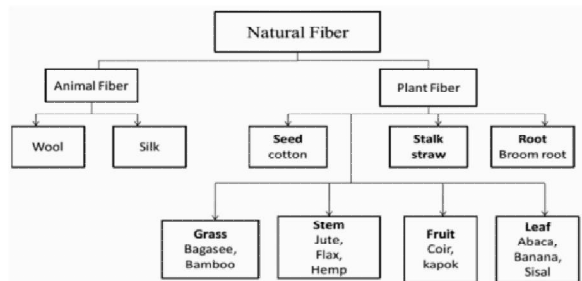 Natural Fiber
Animal Fiber
Plant Fiber
Wool
Silk
Seed
cotton
Stalk
straw
Root
Broom root
Grass
Bagasee,
Bamboo
Stem
Jute,
Flax,
Hemp
Fruit
Coir,
kapok
Leaf
Abaca,
Banana,
Sisal